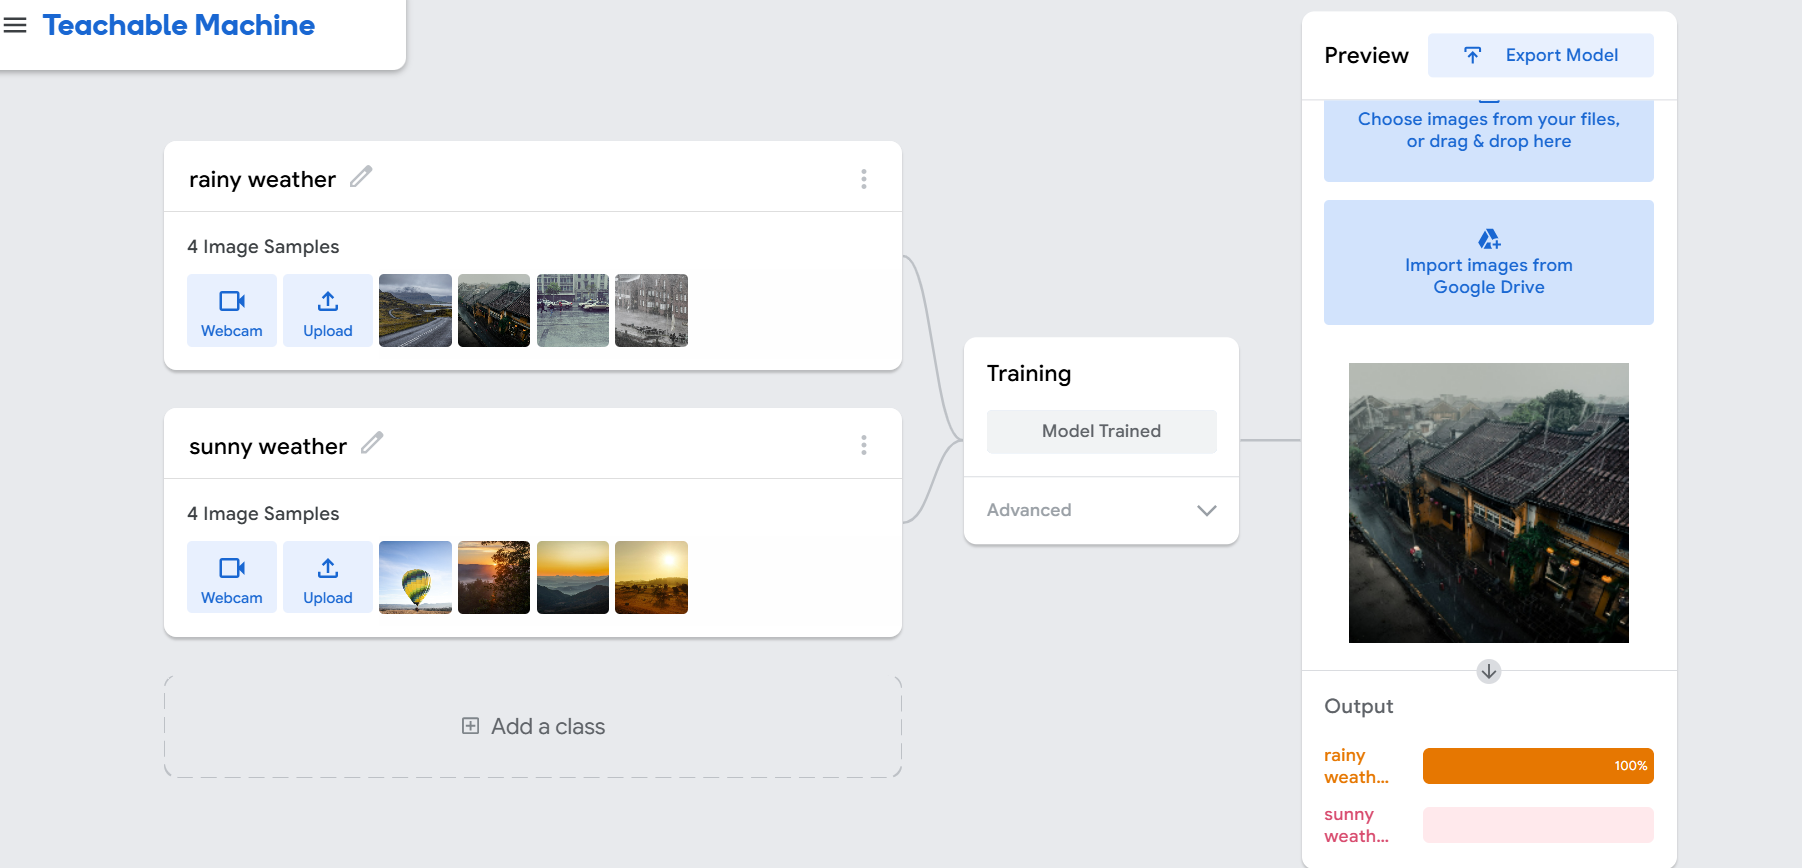 Teachable Machine
rainy weather
4 Image Samples
Webcam
Upload
sunny weather
4 Image Samples
Webcam
Upload
Add a class
Training
Model Trained
Advanced
Preview
Export Model
Choose images from your files,
or drag & drop here
Import images from
Google Drive
Output
rainy
weath...
100%
sunny
weath...